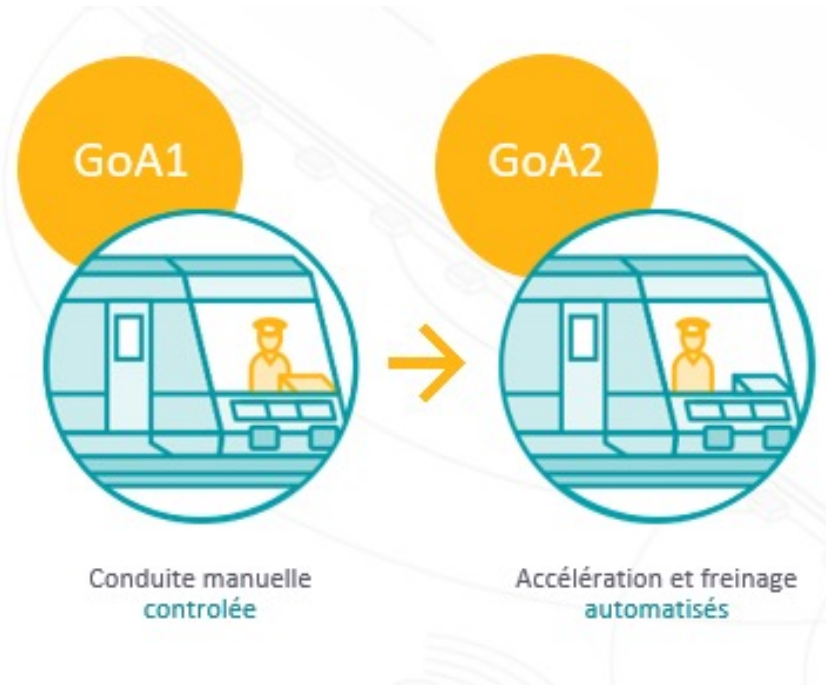 GoA1
GoA2
Conduite manuelle
controlée
Accélération et freinage
automatisés